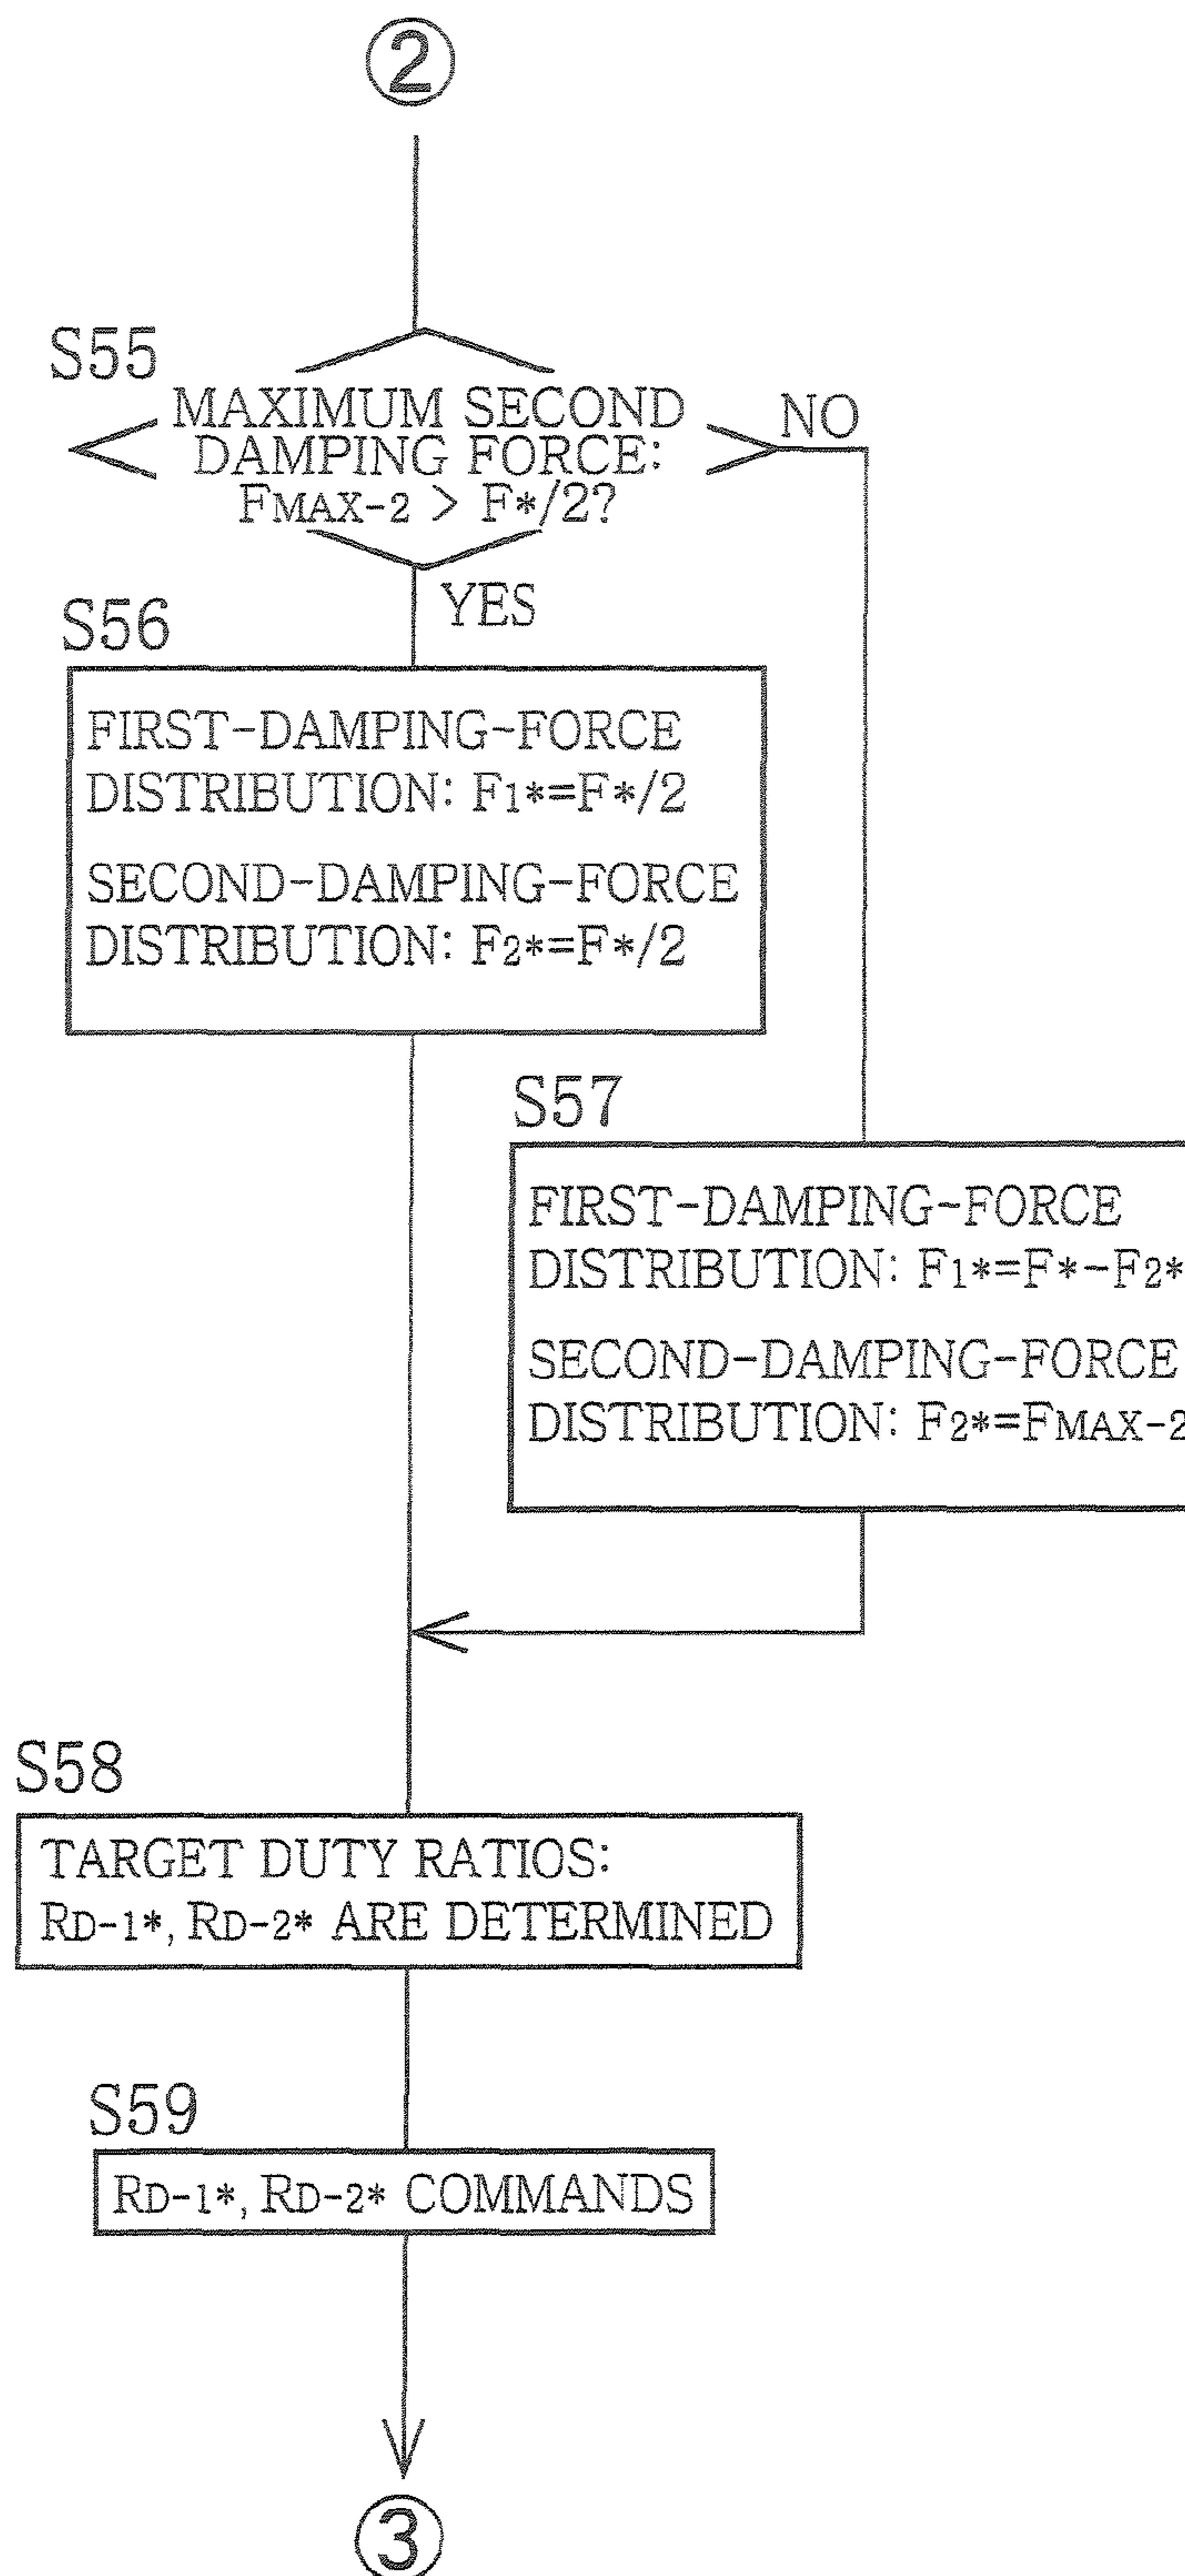 ②
S55
MAXIMUM SECOND
DAMPING FORCE:
FMAX-2 > F*/2?
NO
YES
S56
FIRST-DAMPING-FORCE
DISTRIBUTION: F1*=F*/2
SECOND-DAMPING-FORCE
DISTRIBUTION: F2*=F*/2
S57
FIRST-DAMPING-FORCE
DISTRIBUTION: F1*=F*-F2*
SECOND-DAMPING-FORCE
DISTRIBUTION: F2*=FMAX-2
S58
TARGET DUTY RATIOS:
RD-1*, RD-2* ARE DETERMINED
S59
RD-1*, RD-2* COMMANDS
③